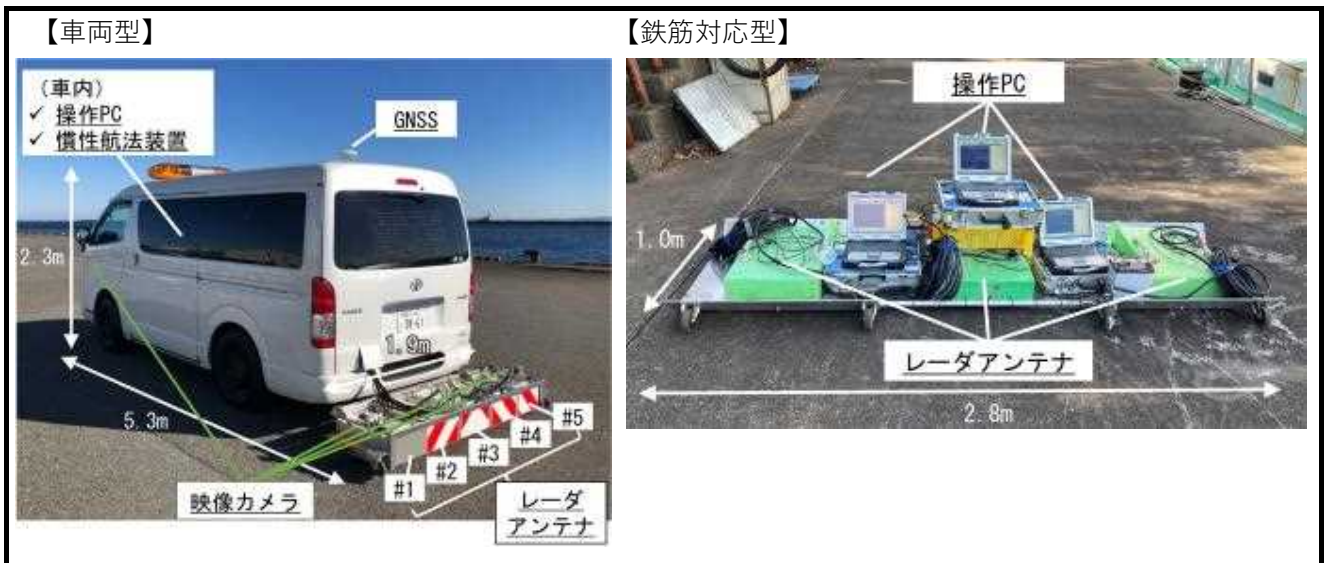 【車両型】
(車内)
✓ 操作PC
✓ 慣性航法装置
GNSS
2.3m
1.9m
5.3m
#1
#2
#3
#4
#5
映像カメラ
レーダ
アンテナ
【鉄筋対応型】
操作PC
1.0m
レーダアンテナ
2.8m